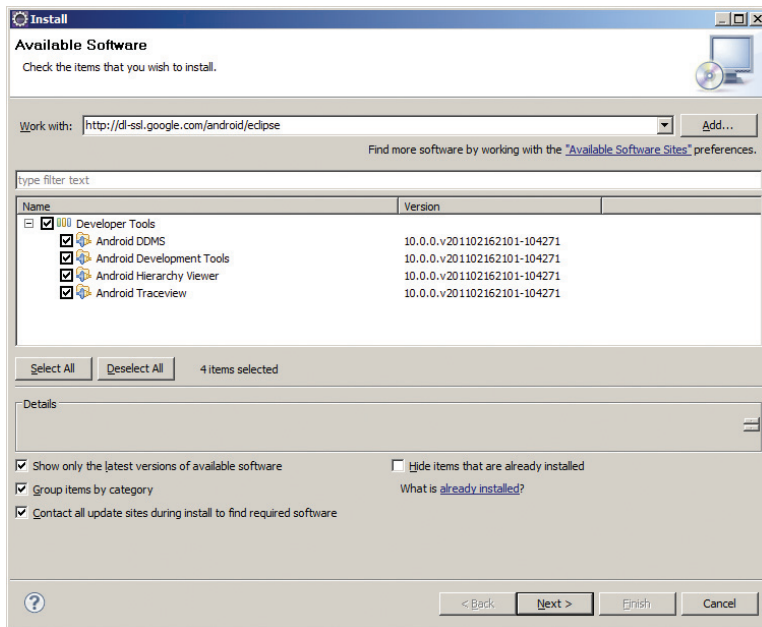 Install
Available Software
Check the items that you wish to install.
Work with: http://dl-ssl.google.com/android/eclipse Add...
Find more software by working with the "Available Software Sites" preferences.
type filter text
Name Version
Developer Tools
Android DDMS 10.0.0.v201102162101-104271
Android Development Tools 10.0.0.v201102162101-104271
Android Hierarchy Viewer 10.0.0.v201102162101-104271
Android Traceview 10.0.0.v201102162101-104271
Select All Deselect All 4 items selected
Details
Show only the latest versions of available software Hide items that are already installed
Group items by category What is already installed?
Contact all update sites during install to find required software
? < Back Next > Finish Cancel